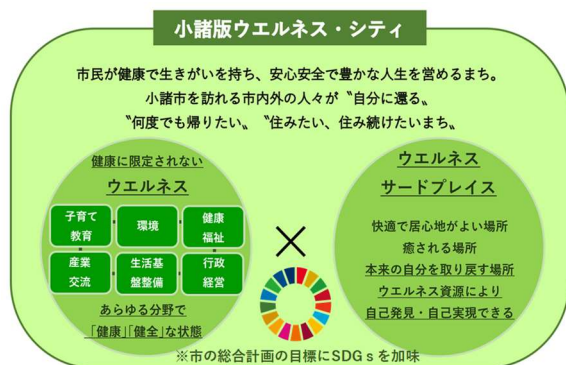 小諸版ウエルネス・シティ
市民が健康で生きがいを持ち、安心安全で豊かな人生を営めるまち。
小諸市を訪れる市内外の人々が〝自分に還る〟
〝何度でも帰りたい〟〝住みたい、住み続けたいまち〟
健康に限定されない
ウエルネス
子育て
教育
環境
健康
福祉
産業
交流
生活基
盤整備
行政
経営
あらゆる分野で
「健康」「健全」な状態
×
ウエルネス
サードプレイス
快適で居心地がよい場所
癒される場所
本来の自分を取り戻す場所
ウエルネス資源により
自己発見・自己実現できる
※市の総合計画の目標にSDGsを加味